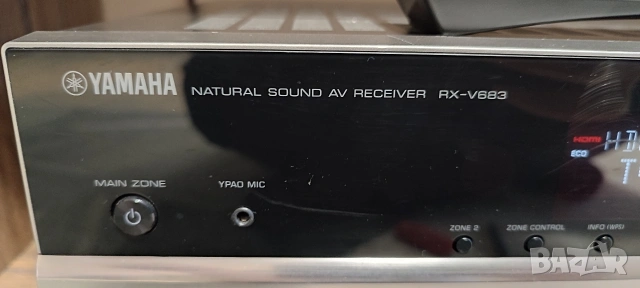 YAMAHA NATURAL SOUND AV RECEIVER RX-V683
HDMI
ECO
MAIN ZONE
YPAO MIC
ZONE 2
ZONE CONTROL
INFO (WPS)
BAZAR